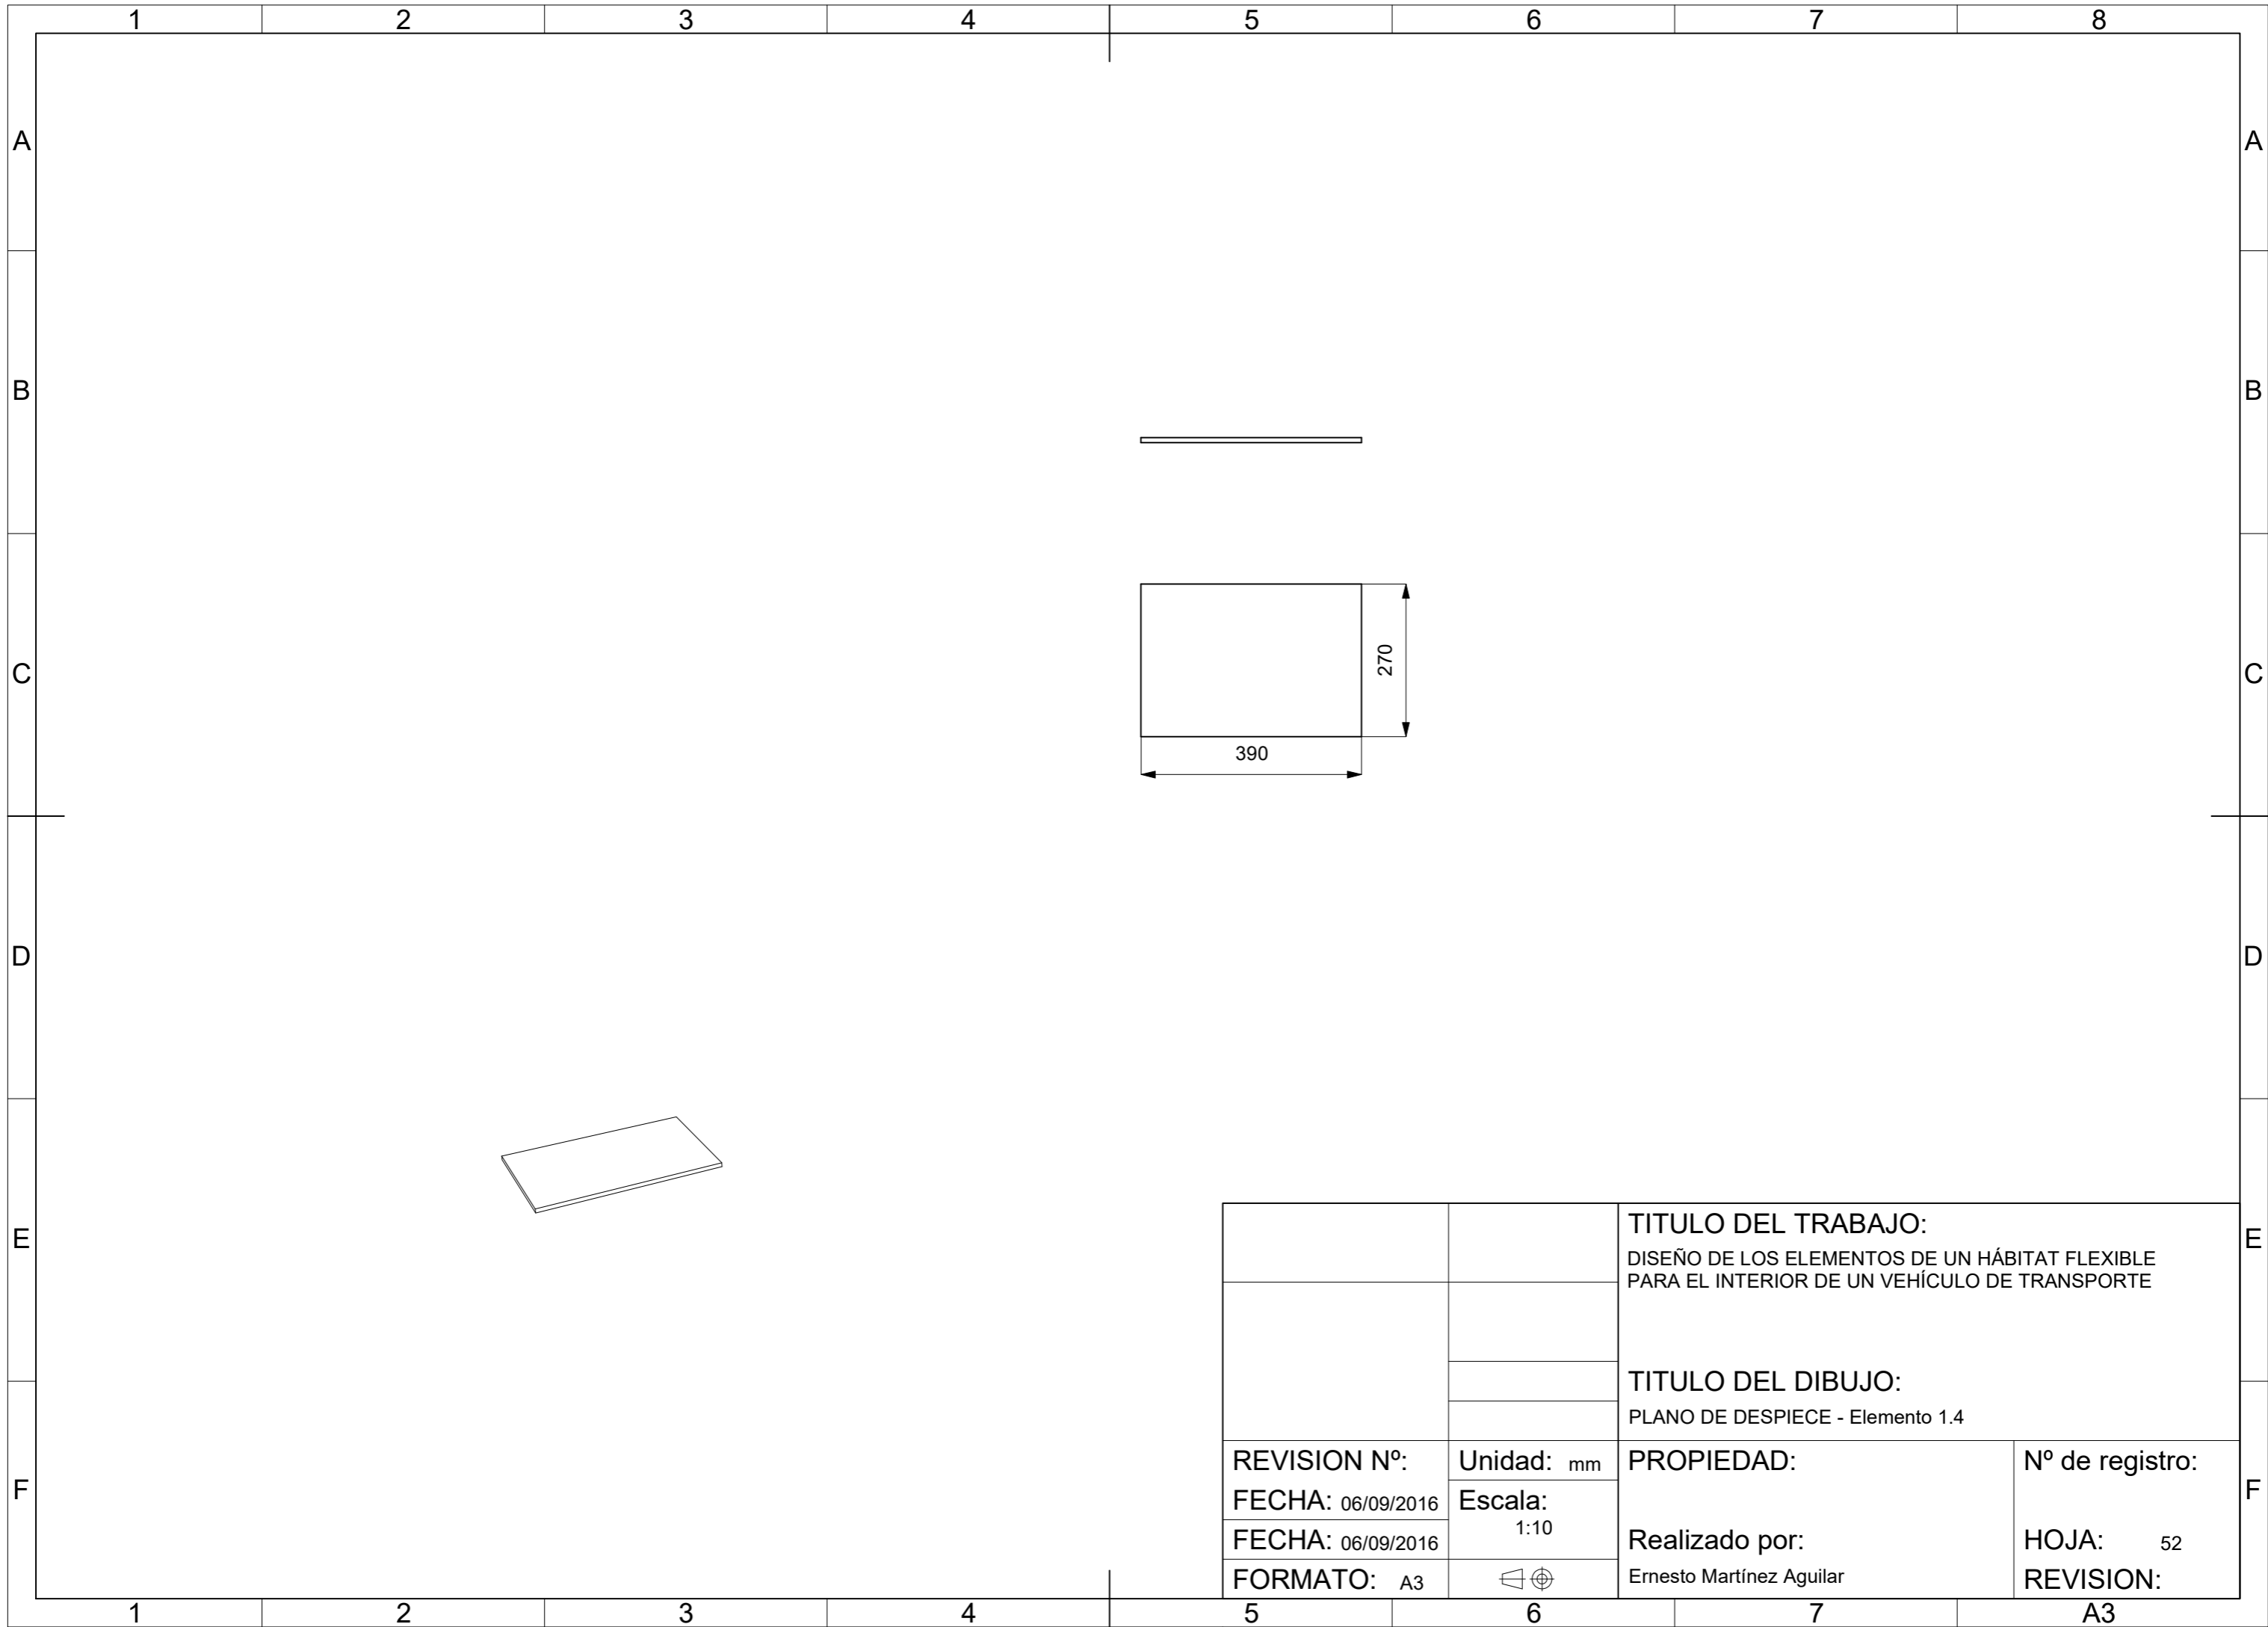 1 2 3 4 5 6 7 8
A A
B B
270
C C
390
D D
E E
TITULO DEL TRABAJO:
DISEÑO DE LOS ELEMENTOS DE UN HÁBITAT FLEXIBLE
PARA EL INTERIOR DE UN VEHÍCULO DE TRANSPORTE
TITULO DEL DIBUJO:
PLANO DE DESPIECE - Elemento 1.4
REVISION Nº: Unidad: mm PROPIEDAD: Nº de registro:
F F
FECHA: 06/09/2016 Escala:
1:10
FECHA: 06/09/2016 Realizado por: HOJA: 52
FORMATO: A3 Ernesto Martínez Aguilar REVISION:
1 2 3 4 5 6 7 A3